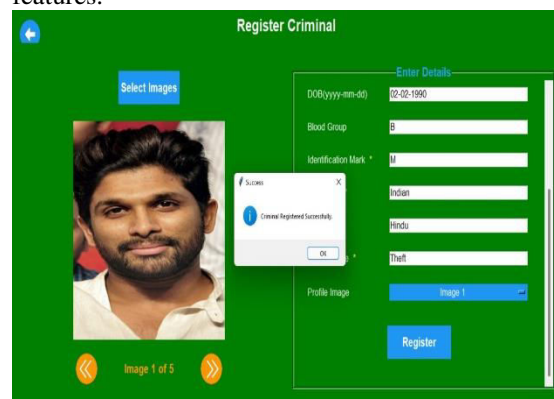 features.
Register Criminal
Select Images
Enter Details
DOB(yyyy-mm-dd) 02-02-1990
Blood Group B
Identification Mark * M
Success X
Indian
Criminal Registered Successfully.
Hindu
OK
* Theft
Profile Image Image 1
Register
Image 1 of 5